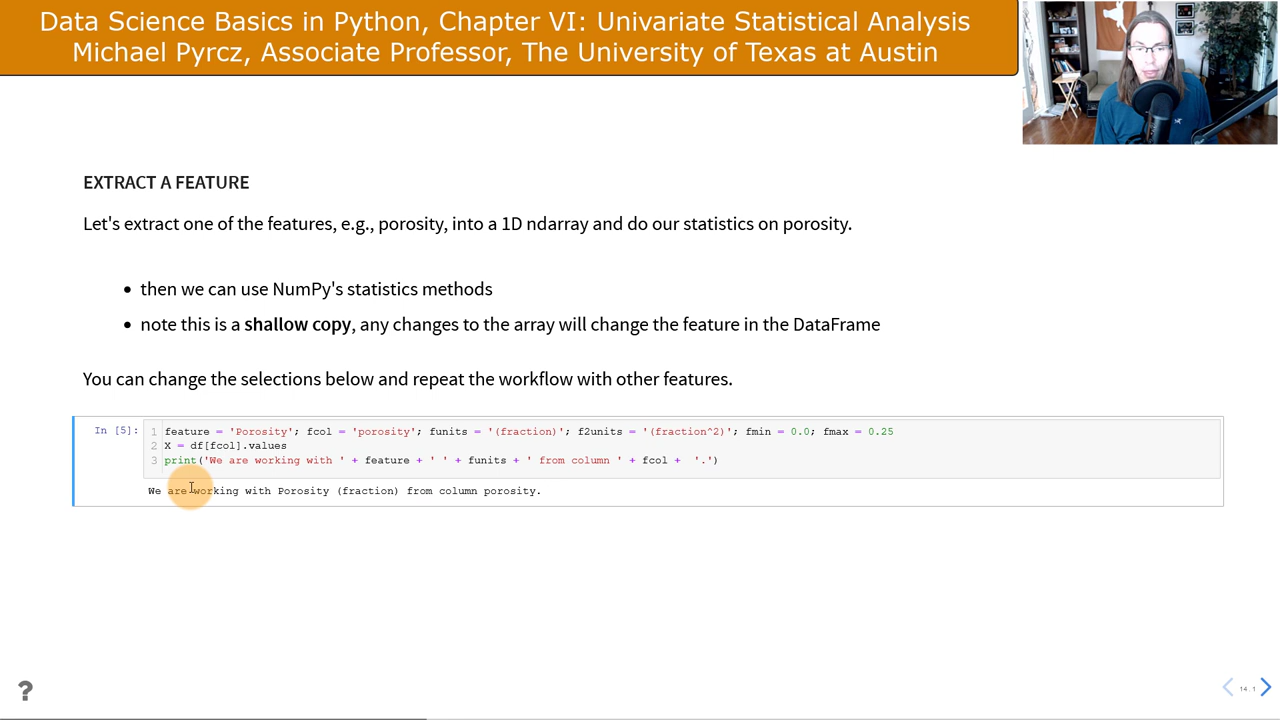 Data Science Basics in Python, Chapter VI: Univariate Statistical Analysis
Michael Pyrcz, Associate Professor, The University of Texas at Austin
EXTRACT A FEATURE
Let's extract one of the features, e.g., porosity, into a 1D ndarray and do our statistics on porosity.
• then we can use NumPy's statistics methods
• note this is a shallow copy, any changes to the array will change the feature in the DataFrame
You can change the selections below and repeat the workflow with other features.
In [5]:
1 feature = 'Porosity'; fcol = 'porosity'; funits = '(fraction)'; f2units = '(fraction^2)'; fmin = 0.0; fmax = 0.25
2 X = df[fcol].values
3 print('We are working with ' + feature + ' ' + funits + ' from column ' + fcol +  '.')
We are working with Porosity (fraction) from column porosity.
?
14.1